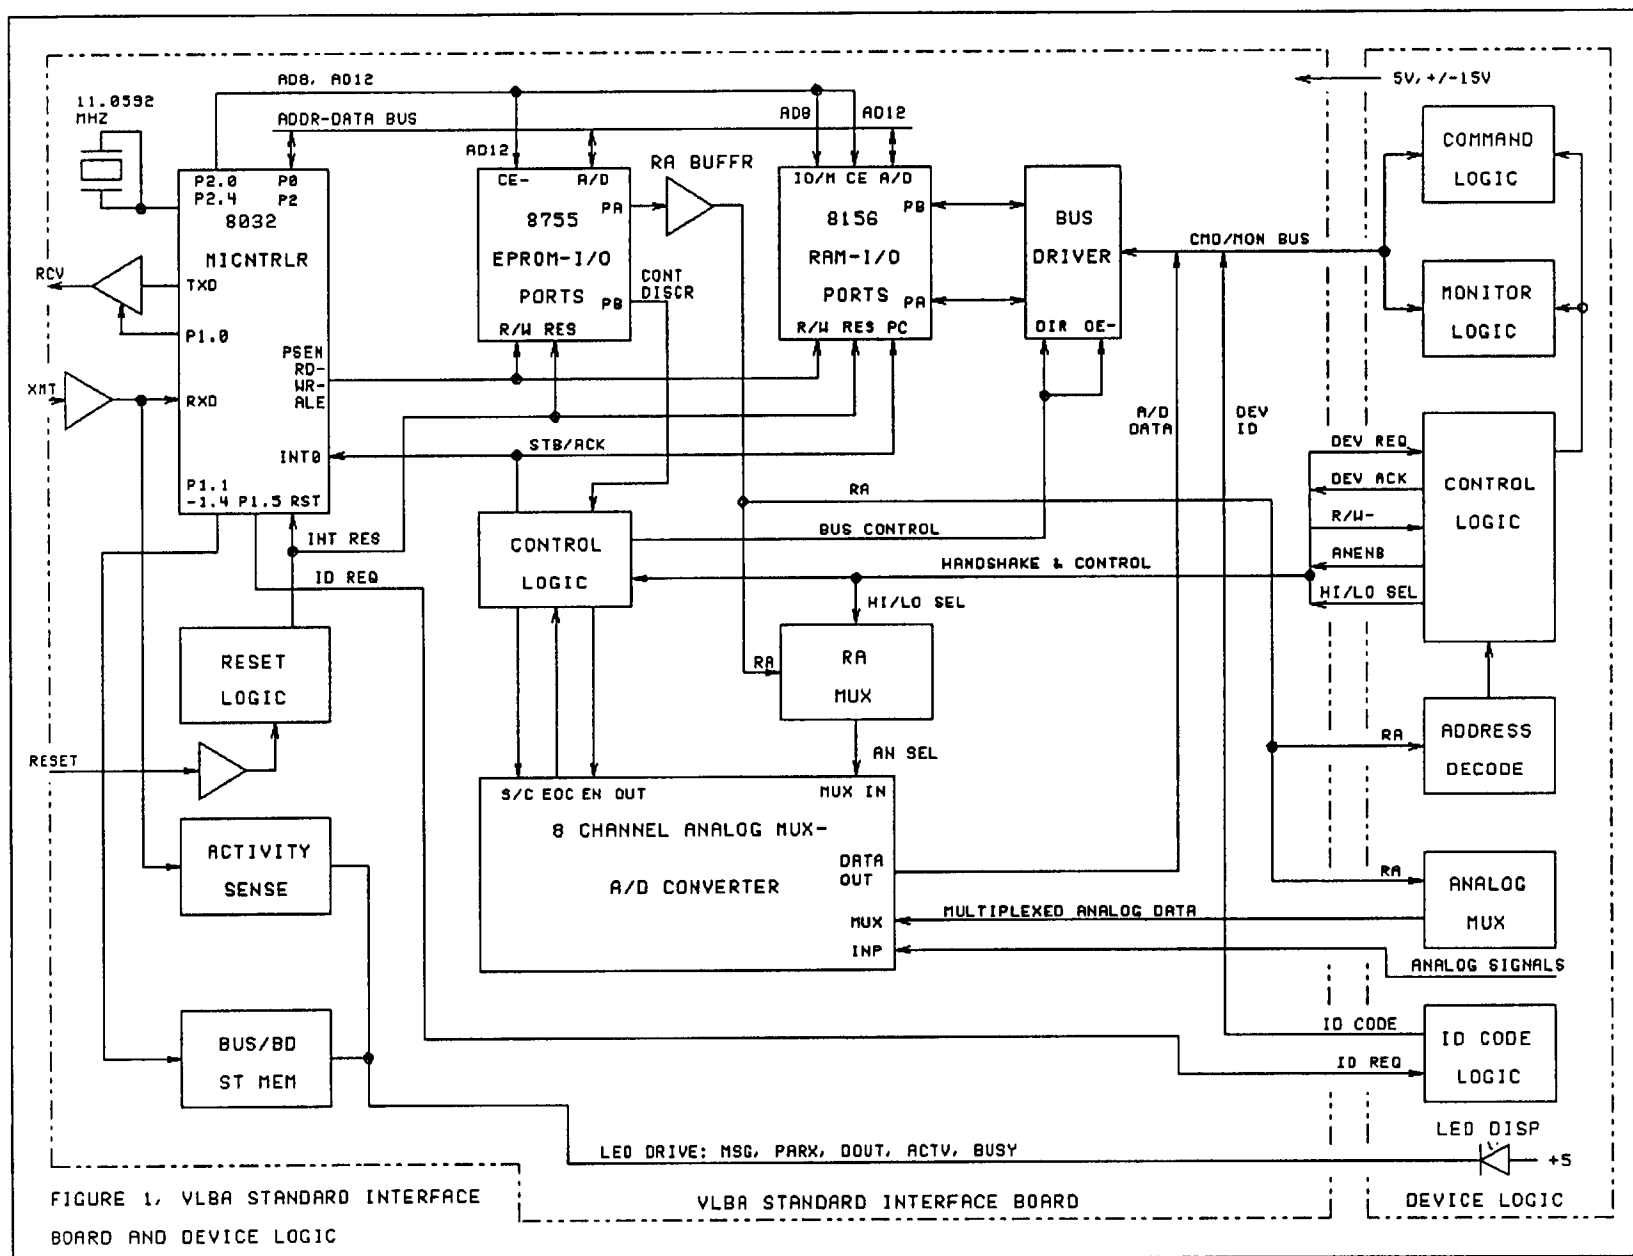 AD8, AD12
5V, +/-15V
11.0592
MHZ
ADDR-DATA BUS
AD12
AD8
AD12
RA BUFFR
P2.0 P0
P2.4 P2
8032
MICNTRLR
TXD
P1.0
PSEN
RD-
WR-
ALE
RXD
INT0
P1.1
-1.4 P1.5 RST
RCV
XMT
CE- A/D
PA
8755
EPROM-I/O
PORTS
PB
R/W RES
CONT
DISCR
IO/M CE A/D
PB
8156
RAM-I/O
PORTS
PA
R/W RES PC
BUS
DRIVER
DIR OE-
CMD/MON BUS
COMMAND
LOGIC
MONITOR
LOGIC
A/D
DATA
DEV
ID
STB/ACK
RA
DEV REQ
DEV ACK
R/W-
ANENB
HI/LO SEL
CONTROL
LOGIC
INT RES
ID REQ
CONTROL
LOGIC
BUS CONTROL
HANDSHAKE & CONTROL
HI/LO SEL
RA
RA
MUX
AN SEL
RESET
LOGIC
RESET
RA
ADDRESS
DECODE
S/C EOC EN OUT MUX IN
8 CHANNEL ANALOG MUX-
A/D CONVERTER
DATA
OUT
MUX
INP
ACTIVITY
SENSE
RA
ANALOG
MUX
MULTIPLEXED ANALOG DATA
ANALOG SIGNALS
BUS/BD
ST MEM
ID CODE
ID REQ
ID CODE
LOGIC
LED DISP
+5
LED DRIVE: MSG, PARX, DOUT, ACTV, BUSY
FIGURE 1, VLBA STANDARD INTERFACE
BOARD AND DEVICE LOGIC
VLBA STANDARD INTERFACE BOARD
DEVICE LOGIC